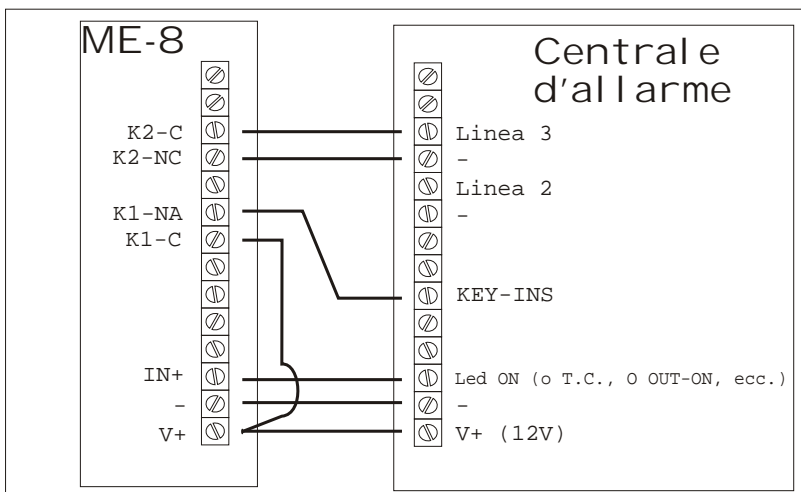 ME-8
K2-C
K2-NC
K1-NA
K1-C
IN+
-
V+
Centrale
d'allarme
Linea 3
-
Linea 2
-
KEY-INS
Led ON (o T.C., O OUT-ON, ecc.)
-
V+ (12V)